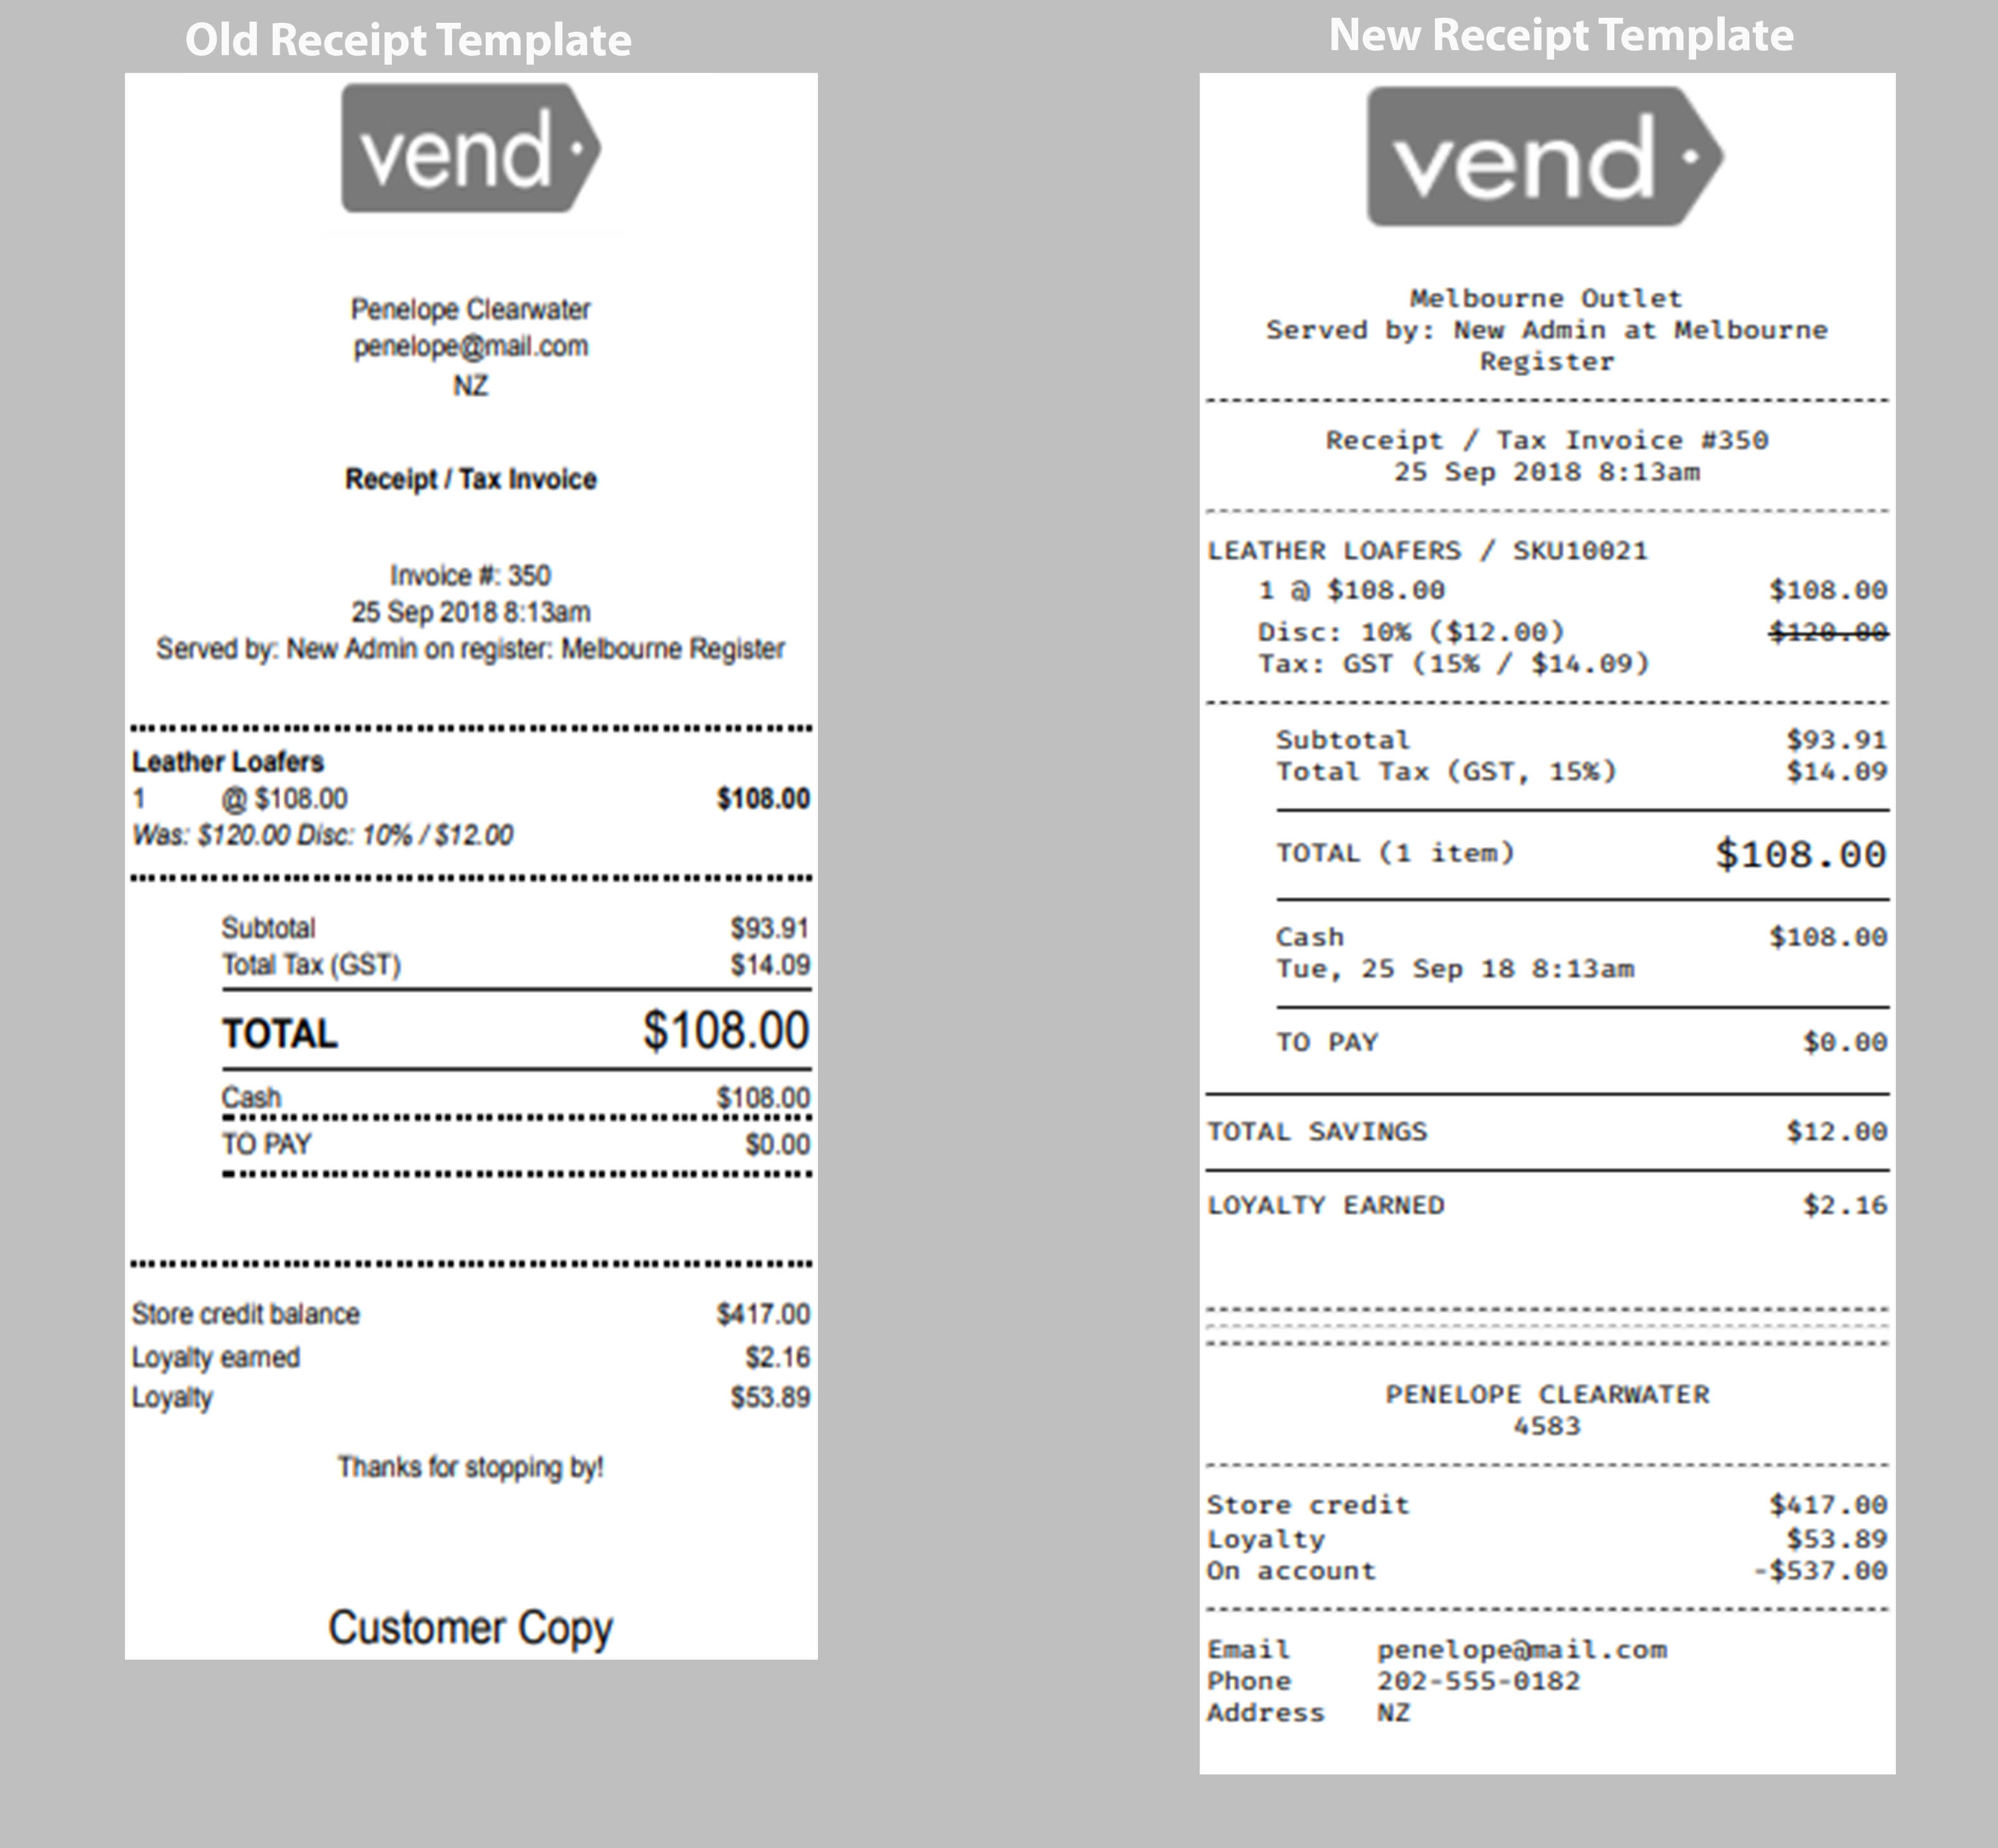 Old Receipt Template
vend
Penelope Clearwater
penelope@mail.com
NZ
Receipt / Tax Invoice
Invoice #: 350
25 Sep 2018 8:13am
Served by: New Admin on register: Melbourne Register
Leather Loafers
1 @ $108.00 $108.00
Was: $120.00 Disc: 10% / $12.00
Subtotal $93.91
Total Tax (GST) $14.09
TOTAL $108.00
Cash $108.00
TO PAY $0.00
Store credit balance $417.00
Loyalty earned $2.16
Loyalty $53.89
Thanks for stopping by!
Customer Copy
New Receipt Template
vend
Melbourne Outlet
Served by: New Admin at Melbourne
Register
Receipt / Tax Invoice #350
25 Sep 2018 8:13am
LEATHER LOAFERS / SKU10021
1 @ $108.00 $108.00
Disc: 10% ($12.00) $120.00
Tax: GST (15% / $14.09)
Subtotal $93.91
Total Tax (GST, 15%) $14.09
TOTAL (1 item) $108.00
Cash $108.00
Tue, 25 Sep 18 8:13am
TO PAY $0.00
TOTAL SAVINGS $12.00
LOYALTY EARNED $2.16
PENELOPE CLEARWATER
4583
Store credit $417.00
Loyalty $53.89
On account -$537.00
Email penelope@mail.com
Phone 202-555-0182
Address NZ